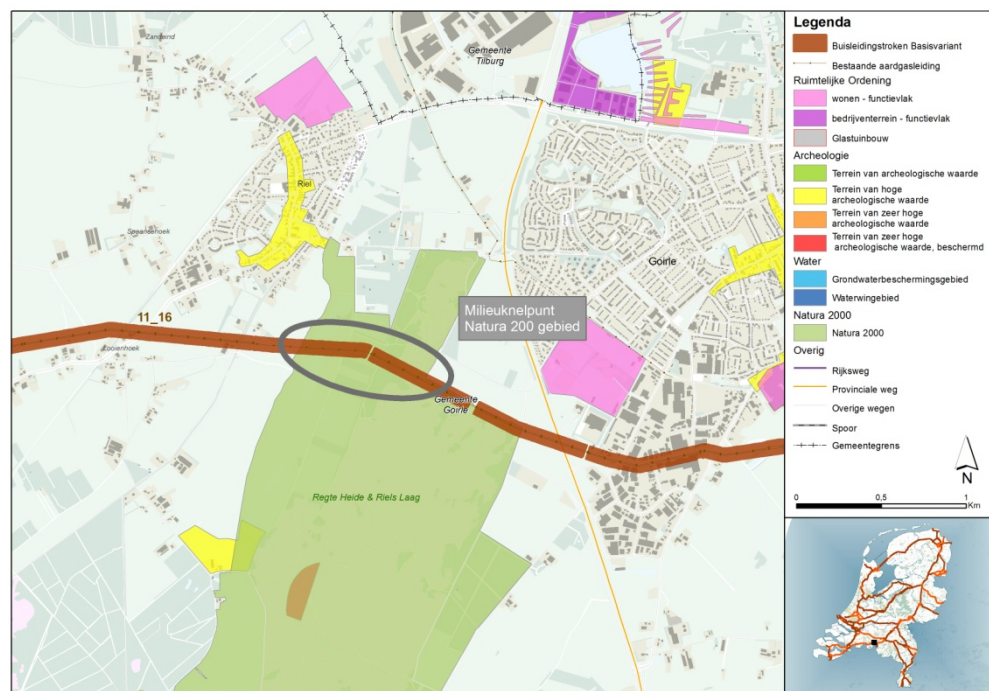 Zandeind
Gemeente
Tilburg
Riel
Spaanshoek
Goirle
Milieuknelpunt
Natura 200 gebied
11_16
Zooienhoek
Gemeente
Goirle
Regte Heide & Riels Laag
Legenda
Buisleidingstroken Basisvariant
Bestaande aardgasleiding
Ruimtelijke Ordening
wonen - functievlak
bedrijventerrein - functievlak
Glastuinbouw
Archeologie
Terrein van archeologische waarde
Terrein van hoge
archeologische waarde
Terrein van zeer hoge
archeologische waarde
Terrein van zeer hoge
archeologische waarde, beschermd
Water
Grondwaterbeschermingsgebied
Waterwingebied
Natura 2000
Natura 2000
Overig
Rijksweg
Provinciale weg
Overige wegen
Spoor
Gemeentegrens
N
0 0,5 1
Km